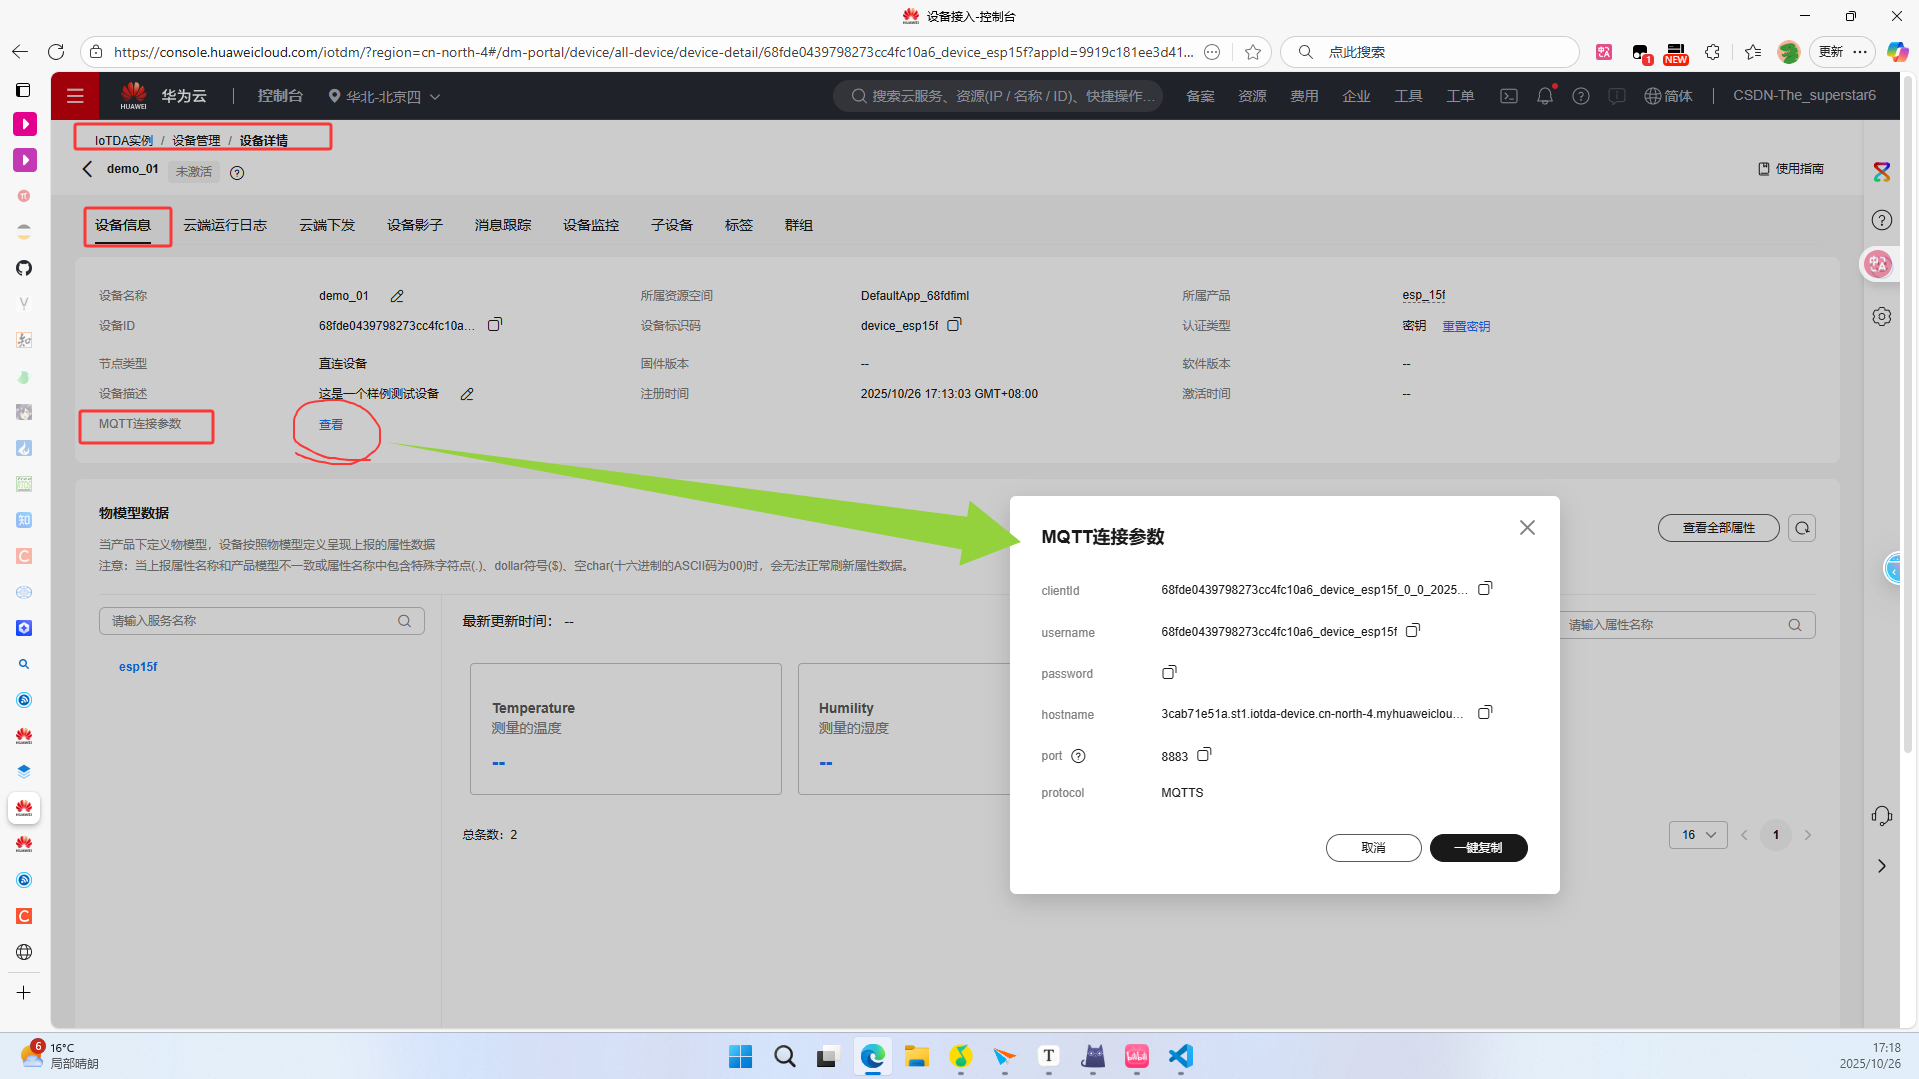 设备接入-控制台
https://console.huaweicloud.com/iotdm/?region=cn-north-4#/dm-portal/device/all-device/device-detail/68fde0439798273cc4fc10a6_device_esp15f?appId=9919c181ee3d41...
点此搜索
1
NEW
更新
HUAWEI
华为云
控制台
华北-北京四
搜索云服务、资源(IP / 名称 / ID)、快捷操作...
备案
资源
费用
企业
工具
工单
简体
CSDN-The_superstar6
IoTDA实例 / 设备管理 / 设备详情
demo_01
未激活
使用指南
设备信息
云端运行日志
云端下发
设备影子
消息跟踪
设备监控
子设备
标签
群组
设备名称 demo_01
所属资源空间 DefaultApp_68fdfiml
所属产品 esp_15f
设备ID 68fde0439798273cc4fc10a...
设备标识码 device_esp15f
认证类型 密钥 重置密钥
节点类型 直连设备
固件版本 --
软件版本 --
设备描述 这是一个样例测试设备
注册时间 2025/10/26 17:13:03 GMT+08:00
激活时间 --
MQTT连接参数 查看
物模型数据
当产品下定义物模型，设备按照物模型定义呈现上报的属性数据
注意：当上报属性名称和产品模型不一致或属性名称中包含特殊字符点(.)、dollar符号($)、空char(十六进制的ASCII码为00)时，会无法正常刷新属性数据。
查看全部属性
请输入服务名称
最新更新时间： --
请输入属性名称
esp15f
Temperature
测量的温度
--
Humility
测量的湿度
--
总条数：2
16
1
MQTT连接参数
clientId 68fde0439798273cc4fc10a6_device_esp15f_0_0_2025...
username 68fde0439798273cc4fc10a6_device_esp15f
password
hostname 3cab71e51a.st1.iotda-device.cn-north-4.myhuaweiclou...
port 8883
protocol MQTTS
取消
一键复制
6
16°C
局部晴朗
17:18
2025/10/26